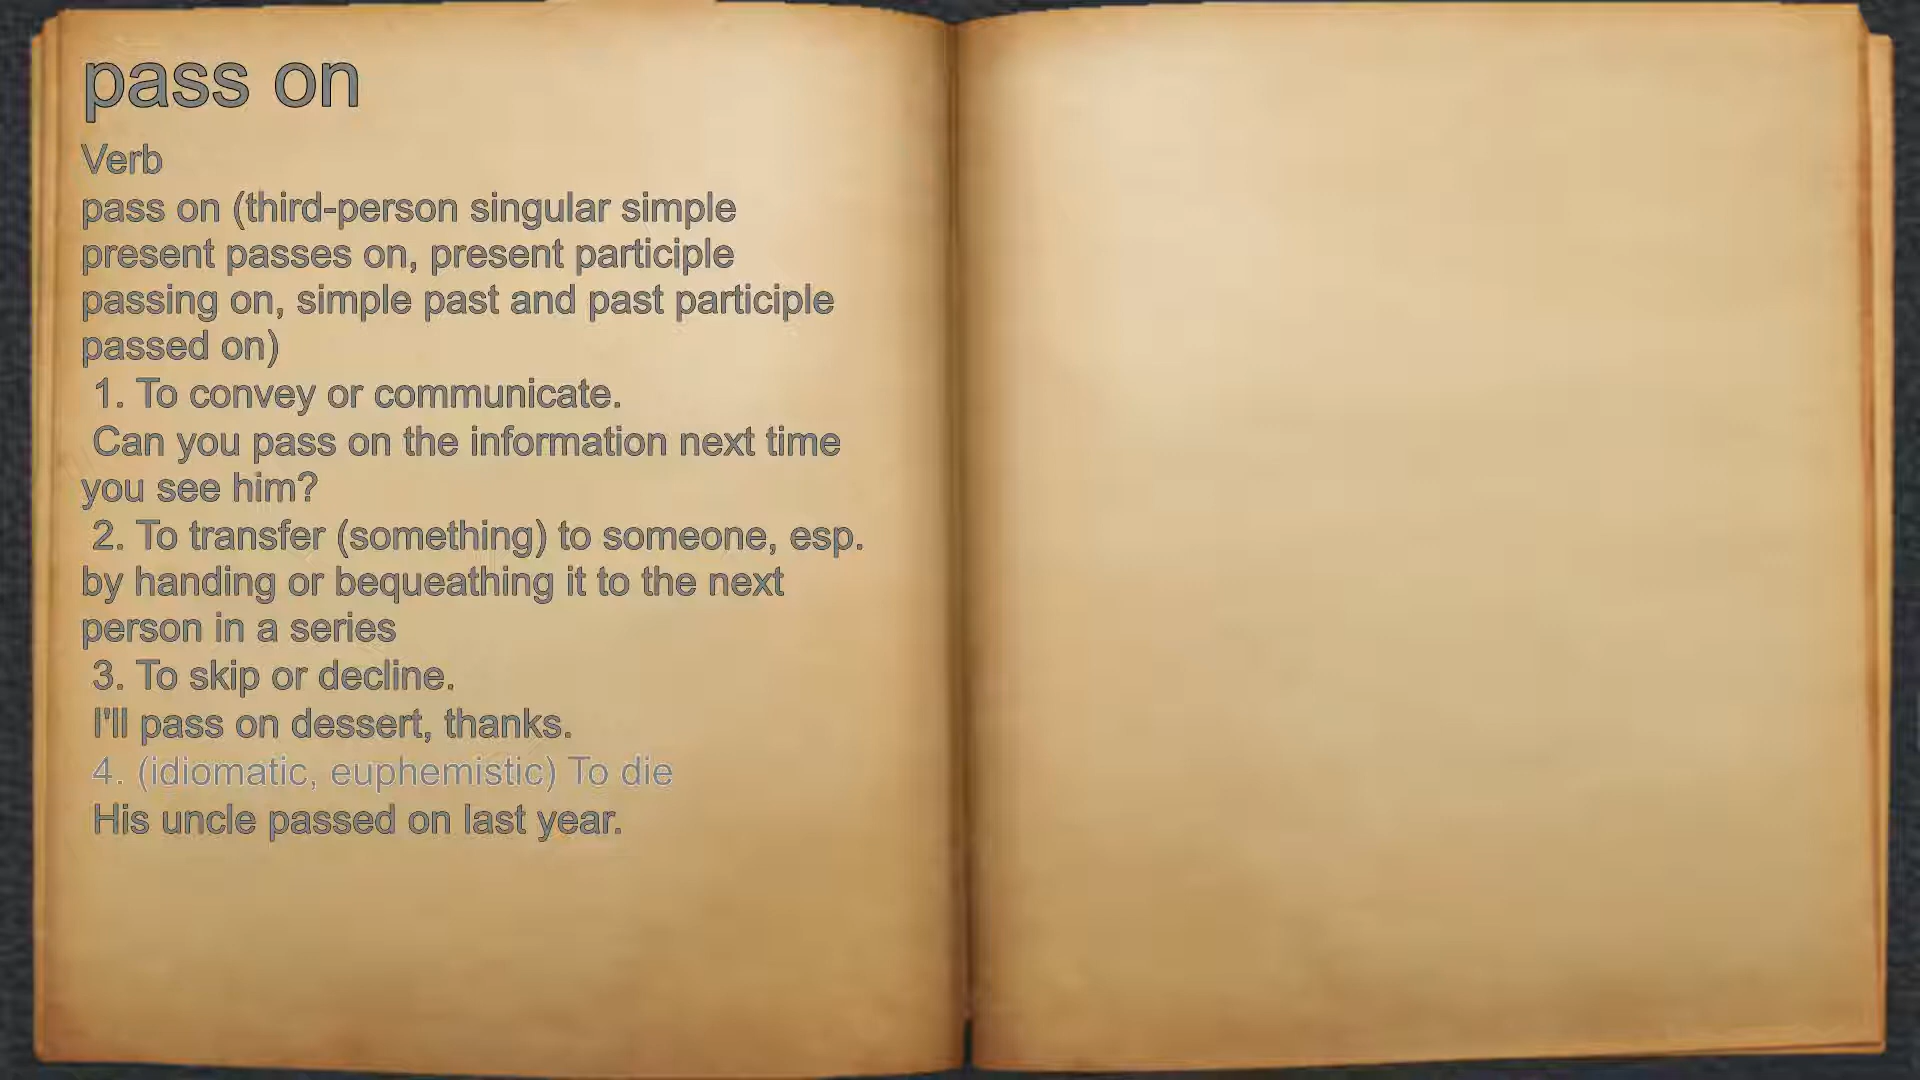 pass on
Verb
pass on (third-person singular simple
present passes on, present participle
passing on, simple past and past participle
passed on)
1. To convey or communicate.
Can you pass on the information next time
you see him?
2. To transfer (something) to someone, esp.
by handing or bequeathing it to the next
person in a series
3. To skip or decline.
I'll pass on dessert, thanks.
4. (idiomatic, euphemistic) To die
His uncle passed on last year.